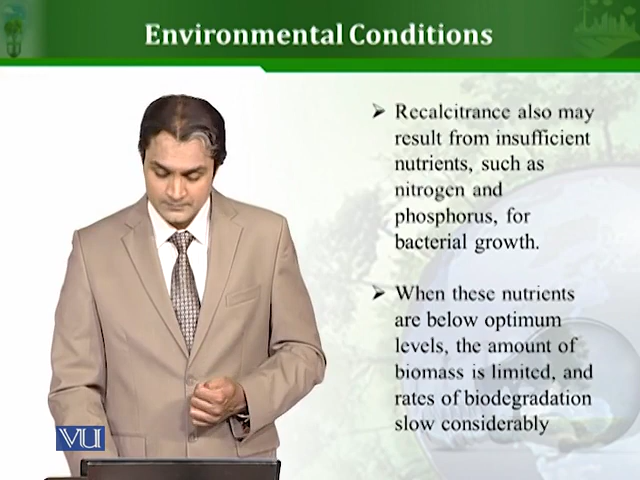 Environmental Conditions
➢ Recalcitrance also may
result from insufficient
nutrients, such as
nitrogen and
phosphorus, for
bacterial growth.
➢ When these nutrients
are below optimum
levels, the amount of
biomass is limited, and
rates of biodegradation
slow considerably
VU